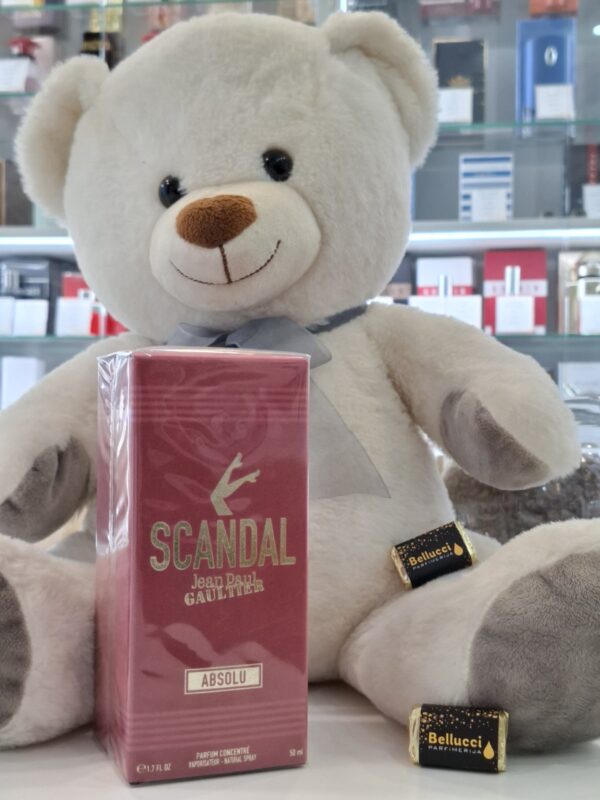 SCANDAL
Jean Paul
GAULTIER
ABSOLU
PARFUM CONCENTRÉ
VAPORISATEUR - NATURAL SPRAY
℮ 1.7 FL OZ
50 ml
Bellucci
PARFIMERIJA
Bellucci
PARFIMERIJA